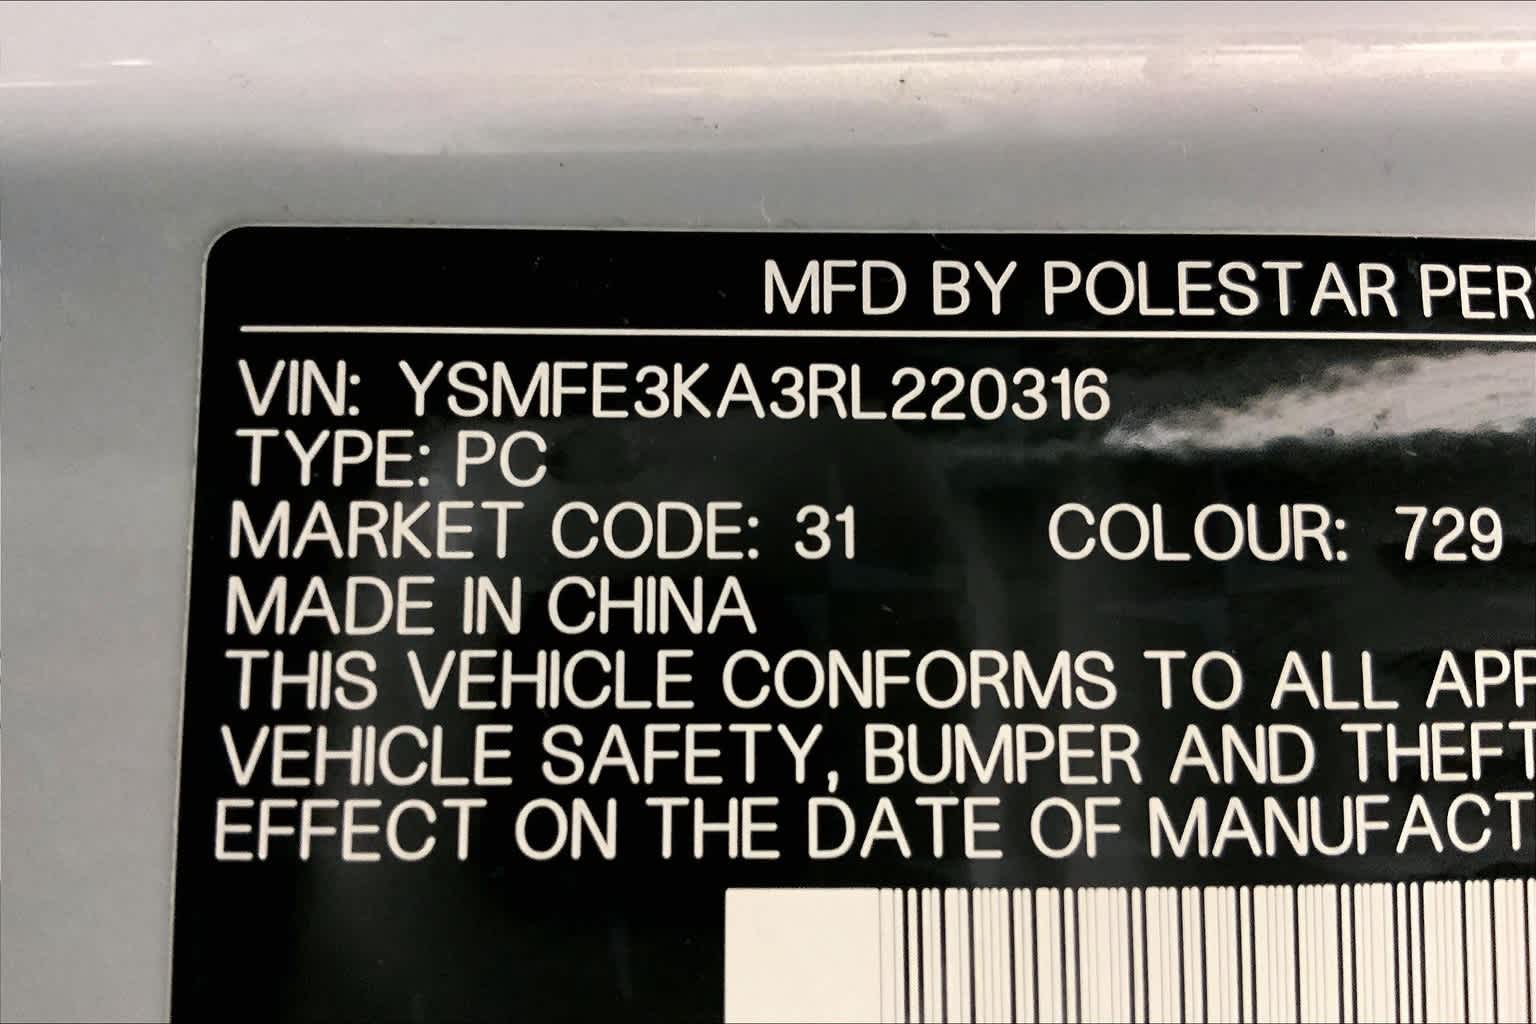 MFD BY POLESTAR PER
VIN: YSMFE3KA3RL220316
TYPE: PC
MARKET CODE: 31 COLOUR: 729
MADE IN CHINA
THIS VEHICLE CONFORMS TO ALL APP
VEHICLE SAFETY, BUMPER AND THEFT
EFFECT ON THE DATE OF MANUFACT